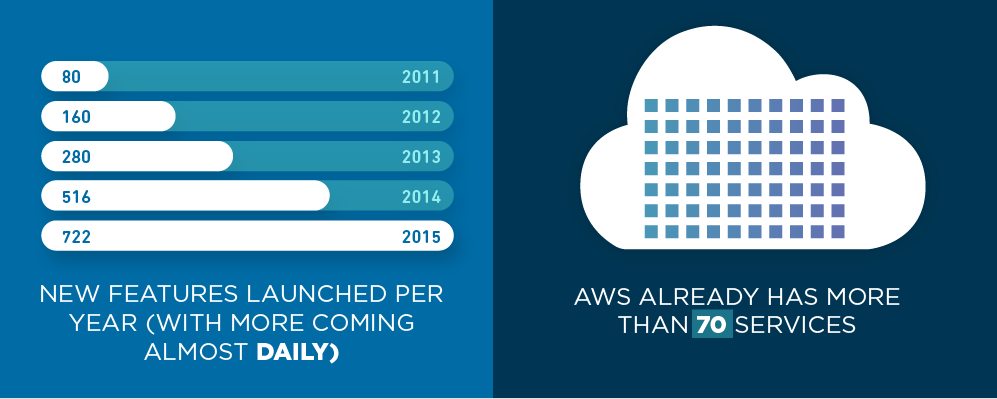 80 2011
160 2012
280 2013
516 2014
722 2015
NEW FEATURES LAUNCHED PER
YEAR (WITH MORE COMING
ALMOST DAILY)
AWS ALREADY HAS MORE
THAN 70 SERVICES